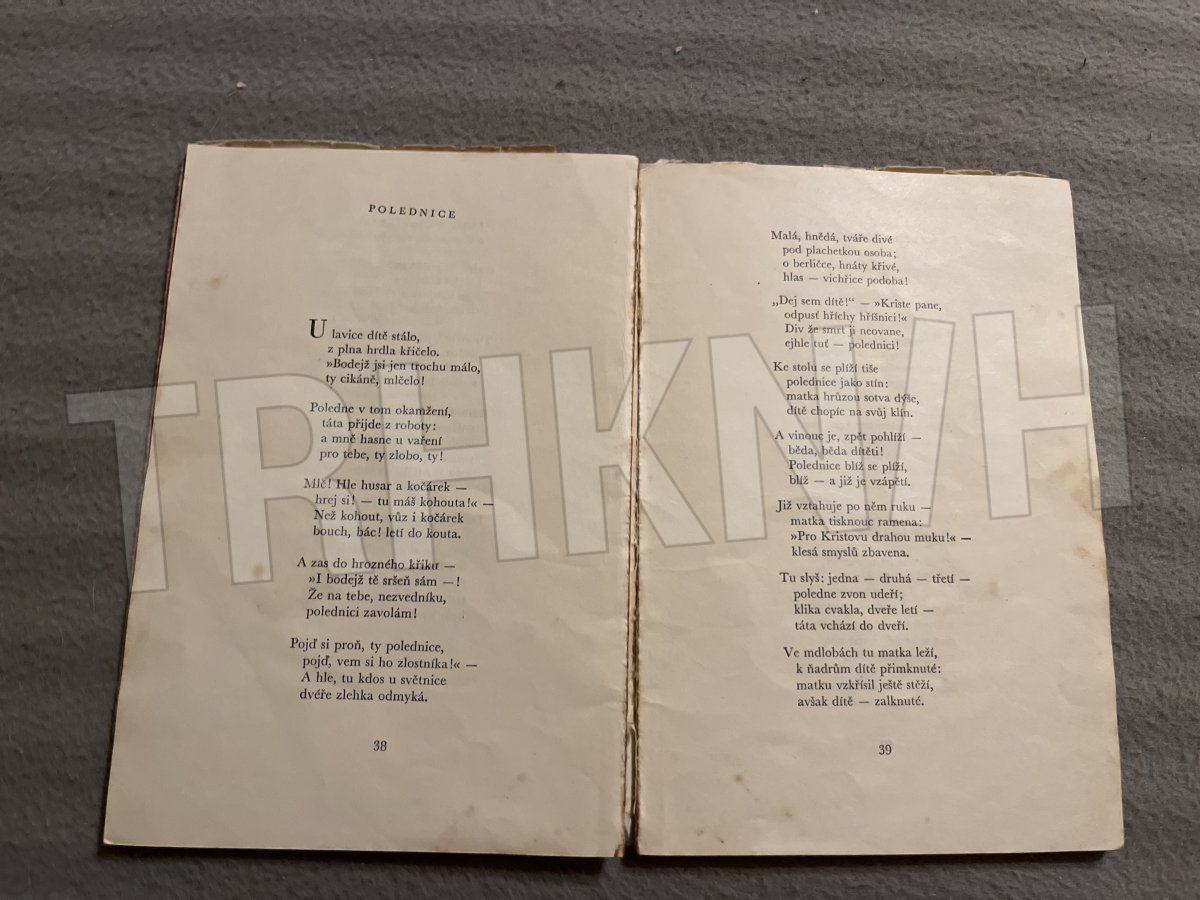 POLEDNICE
U lavice dítě stálo,
z plna hrdla křičelo.
»Bodejž jsi jen trochu málo,
ty cikáně, mlčelo!
Poledne v tom okamžení,
táta přijde z roboty:
a mně hasne u vaření
pro tebe, ty zlobo, ty!
Mlč! Hle husar a kočárek —
hrej si! — tu máš kohouta!« —
Než kohout, vůz i kočárek
bouch, bác! letí do kouta.
A zas do hrozného křiku —
»I bodejž tě sršeň sám —!
Že na tebe, nezvedníku,
polednici zavolám!
Pojď si proň, ty polednice,
pojď, vem si ho zlostníka!« —
A hle, tu kdos u světnice
dvéře zlehka odmyká.
38
Malá, hnědá, tváře divé
pod plachetkou osoba;
o berličce, hnáty křivé,
hlas — vichřice podoba!
„Dej sem dítě!“ — »Kriste pane,
odpusť hříchy hříšnici!«
Div že smrt ji neovane,
ejhle tuť — polednici!
Ke stolu se plíží tiše
polednice jako stín:
matka hrůzou sotva dýše,
dítě chopíc na svůj klín.
A vinouc je, zpět pohlíží —
běda, běda dítěti!
Polednice blíž se plíží,
blíž — a již je vzápětí.
Již vztahuje po něm ruku —
matka tisknouc ramena:
»Pro Kristovu drahou muku!« —
klesá smyslů zbavena.
Tu slyš: jedna — druhá — třetí —
poledne zvon udeří;
klika cvakla, dveře letí —
táta vchází do dveří.
Ve mdlobách tu matka leží,
k ňadrům dítě přimknuté:
matku vzkřísil ještě stěží,
avšak dítě — zalknuté.
39
TRHKNIH